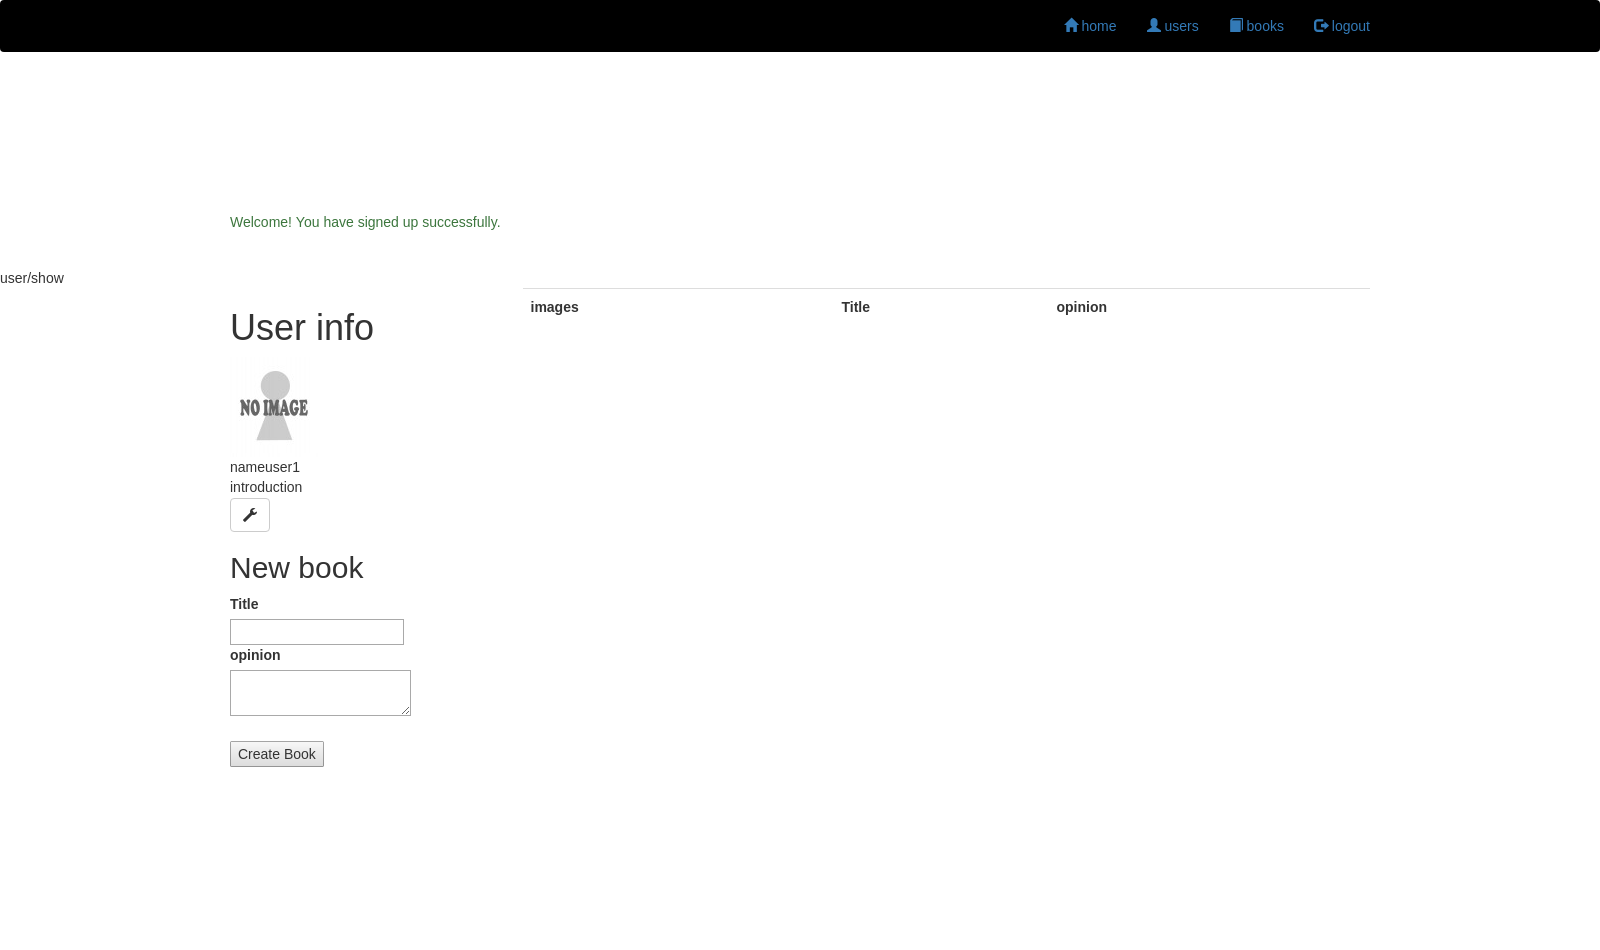 home users books logout
Welcome! You have signed up successfully.
user/show
images Title opinion
User info
NO IMAGE
nameuser1
introduction
New book
Title
opinion
Create Book